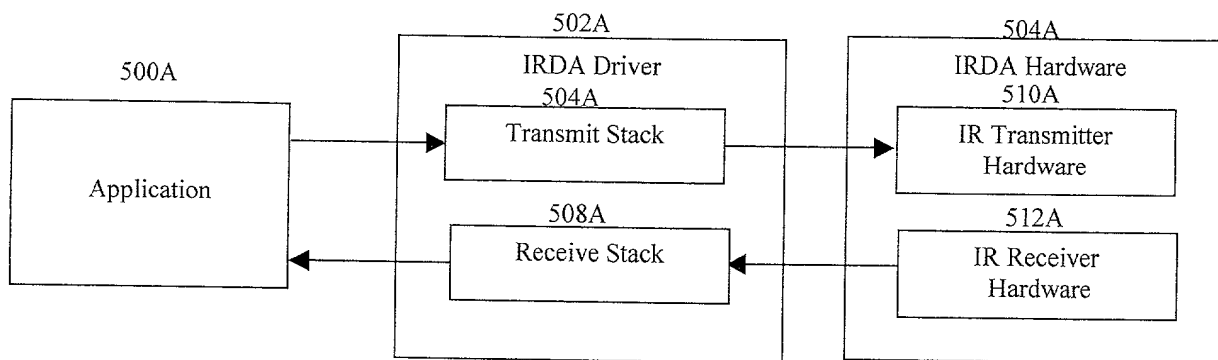 500A
Application
502A
IRDA Driver
504A
Transmit Stack
508A
Receive Stack
504A
IRDA Hardware
510A
IR Transmitter
Hardware
512A
IR Receiver
Hardware